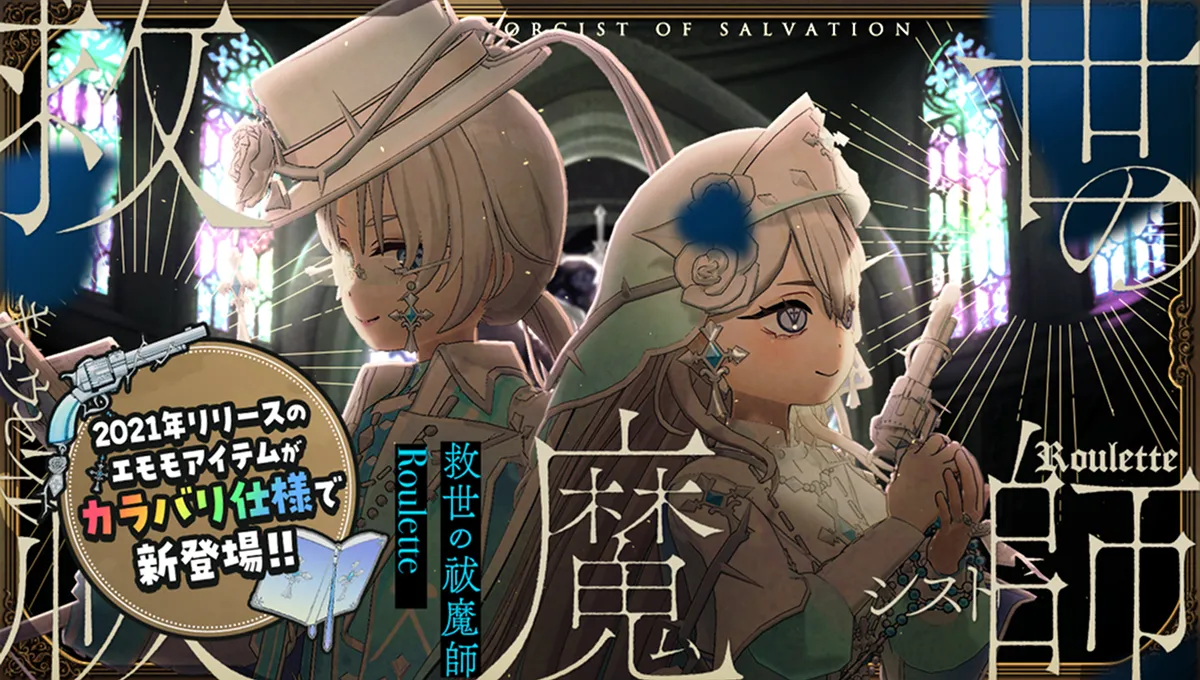 EXORCIST OF SALVATION
救世の
祓魔師
Roulette
2021年リリースの
エモモアイテムが
カラバリ仕様で
新登場!!
救世の祓魔師
Roulette